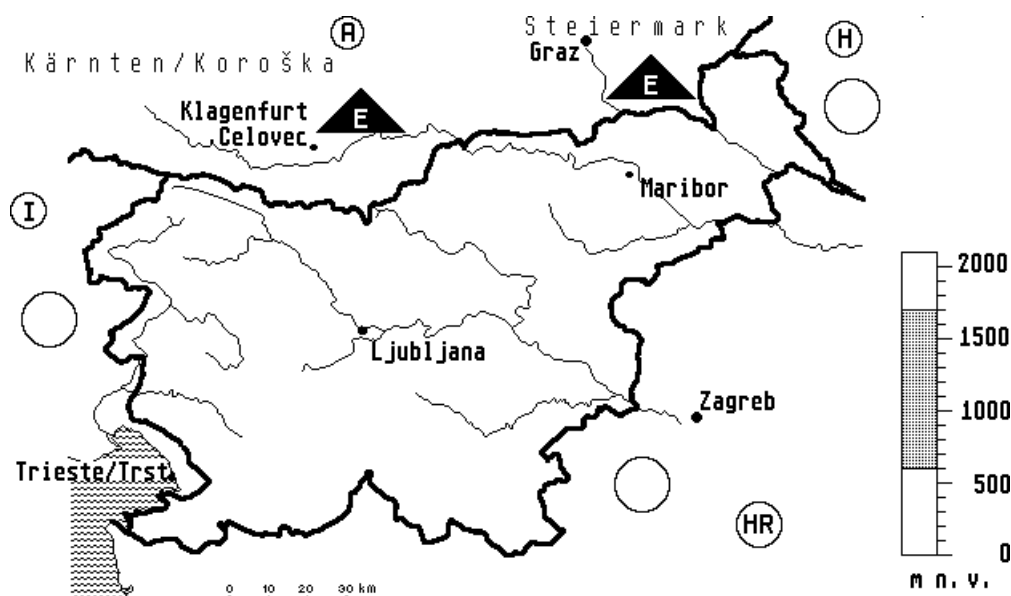 A
Steiermark
H
Graz
Kärnten/Koroška
E
Klagenfurt
Celovec
E
Maribor
I
2000
1500
Ljubljana
Zagreb
1000
Trieste/Trst
500
HR
0
m n. v.
0 10 20 30 km